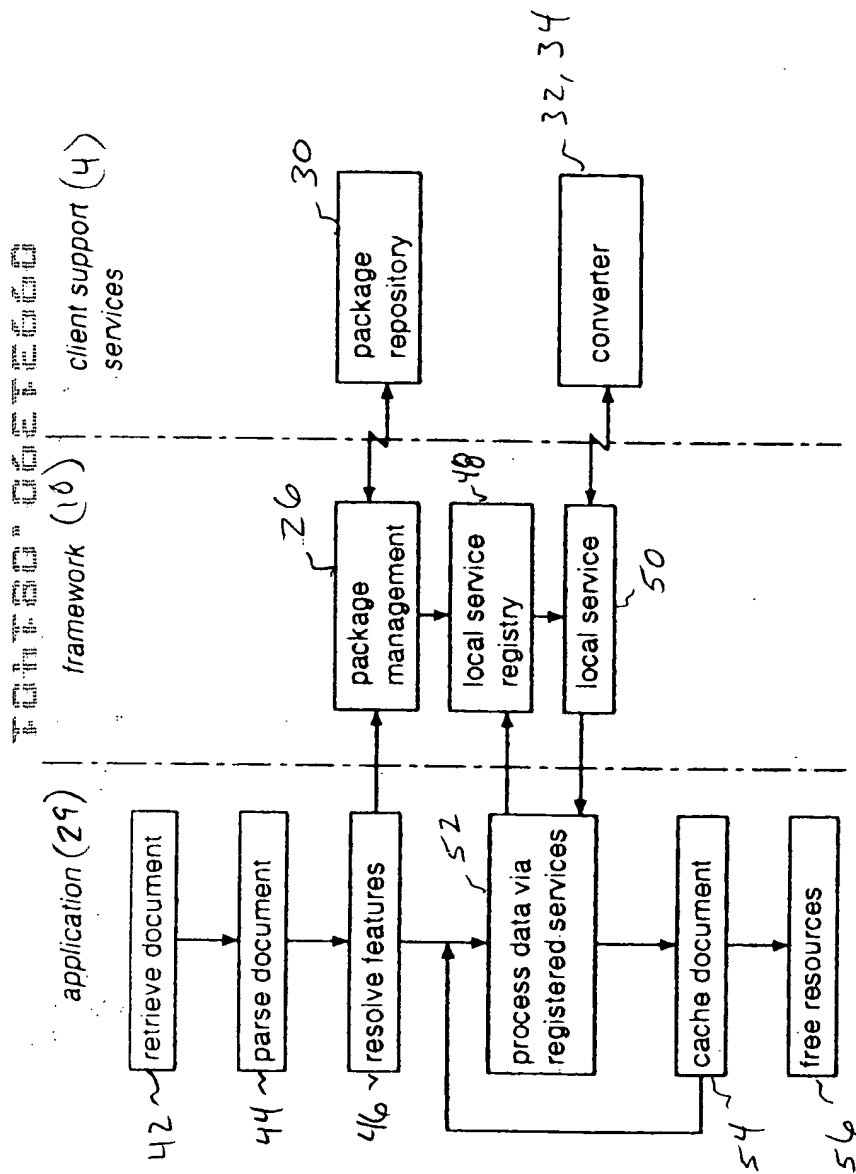 application (29)
framework (10)
client support (4)
services
42
retrieve document
44
parse document
46
resolve features
26
package
management
30
package
repository
48
local service
registry
52
process data via
registered services
50
local service
32, 34
converter
54
cache document
56
free resources